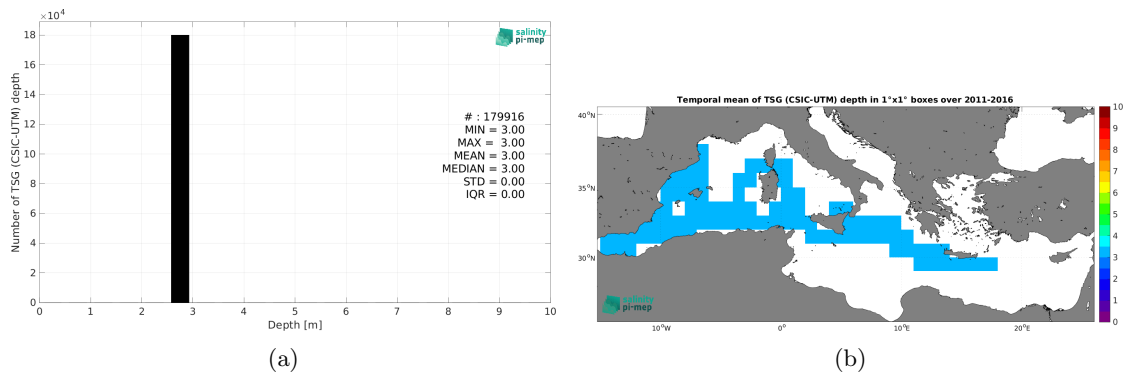 ×10⁴
18
16
14
12
10
8
6
4
2
0
Number of TSG (CSIC-UTM) depth
0 1 2 3 4 5 6 7 8 9 10
Depth [m]
salinity
pi-mep
# : 179916
MIN = 3.00
MAX = 3.00
MEAN = 3.00
MEDIAN = 3.00
STD = 0.00
IQR = 0.00
(a)
Temporal mean of TSG (CSIC-UTM) depth in 1°x1° boxes over 2011-2016
40°N
35°N
30°N
10°W 0° 10°E 20°E
salinity
pi-mep
10
9
8
7
6
5
4
3
2
1
0
(b)